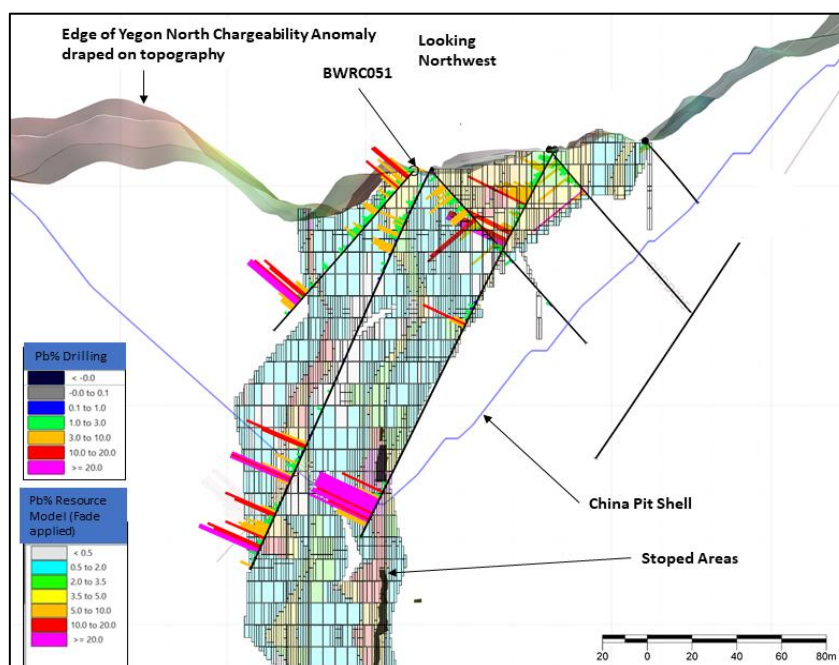 Edge of Yegon North Chargeability Anomaly
draped on topography
Looking
Northwest
BWRC051
Pb% Drilling
< -0.0
-0.0 to 0.1
0.1 to 1.0
1.0 to 3.0
3.0 to 10.0
10.0 to 20.0
>= 20.0
Pb% Resource
Model (Fade
applied)
< 0.5
0.5 to 2.0
2.0 to 3.5
3.5 to 5.0
5.0 to 10.0
10.0 to 20.0
>= 20.0
China Pit Shell
Stoped Areas
20 0 20 40 60 80m